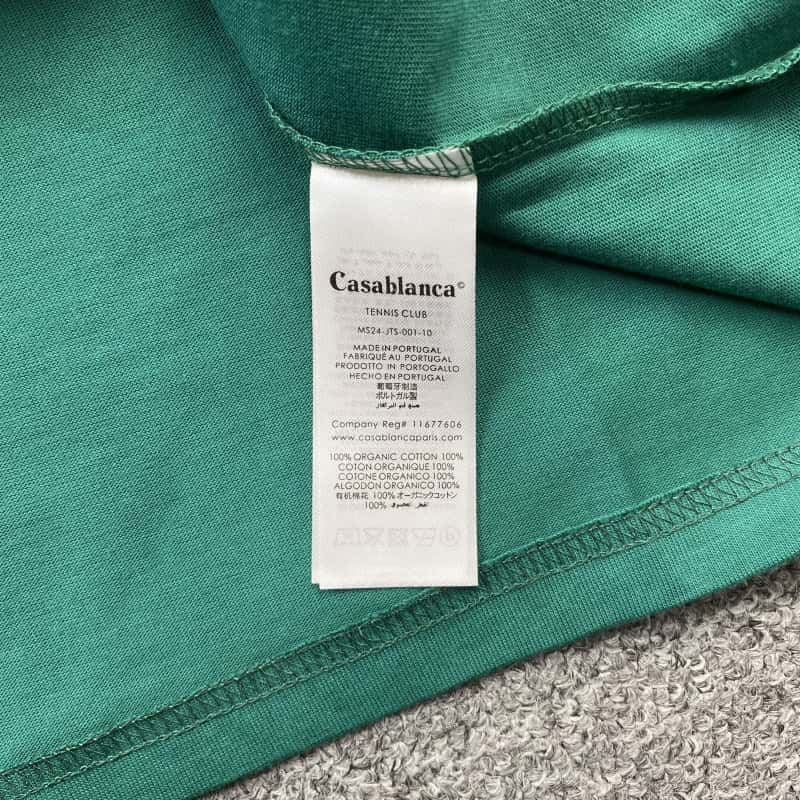 Casablanca©
TENNIS CLUB
MS24-JTS-001-10
MADE IN PORTUGAL
FABRIQUÉ AU PORTUGAL
PRODOTTO IN PORTOGALLO
HECHO EN PORTUGAL
葡萄牙制造
ポルトガル製
Company Reg# 11677606
www.casablancaparis.com
100% ORGANIC COTTON 100%
COTON ORGANIQUE 100%
COTONE ORGANICO 100%
ALGODON ORGANICO 100%
有机棉花 100% オーガニックコットン
100%